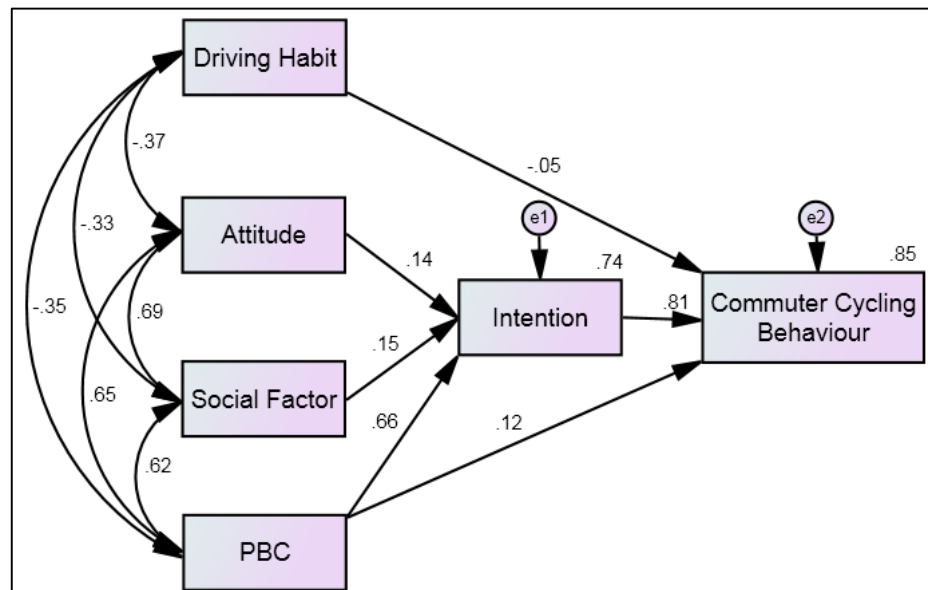 Driving Habit
-.37
-.05
e1
e2
Attitude
-.33
.14
.74
.85
-.35
.69
Intention
.81
Commuter Cycling
Behaviour
.15
.65
Social Factor
.66
.12
.62
PBC